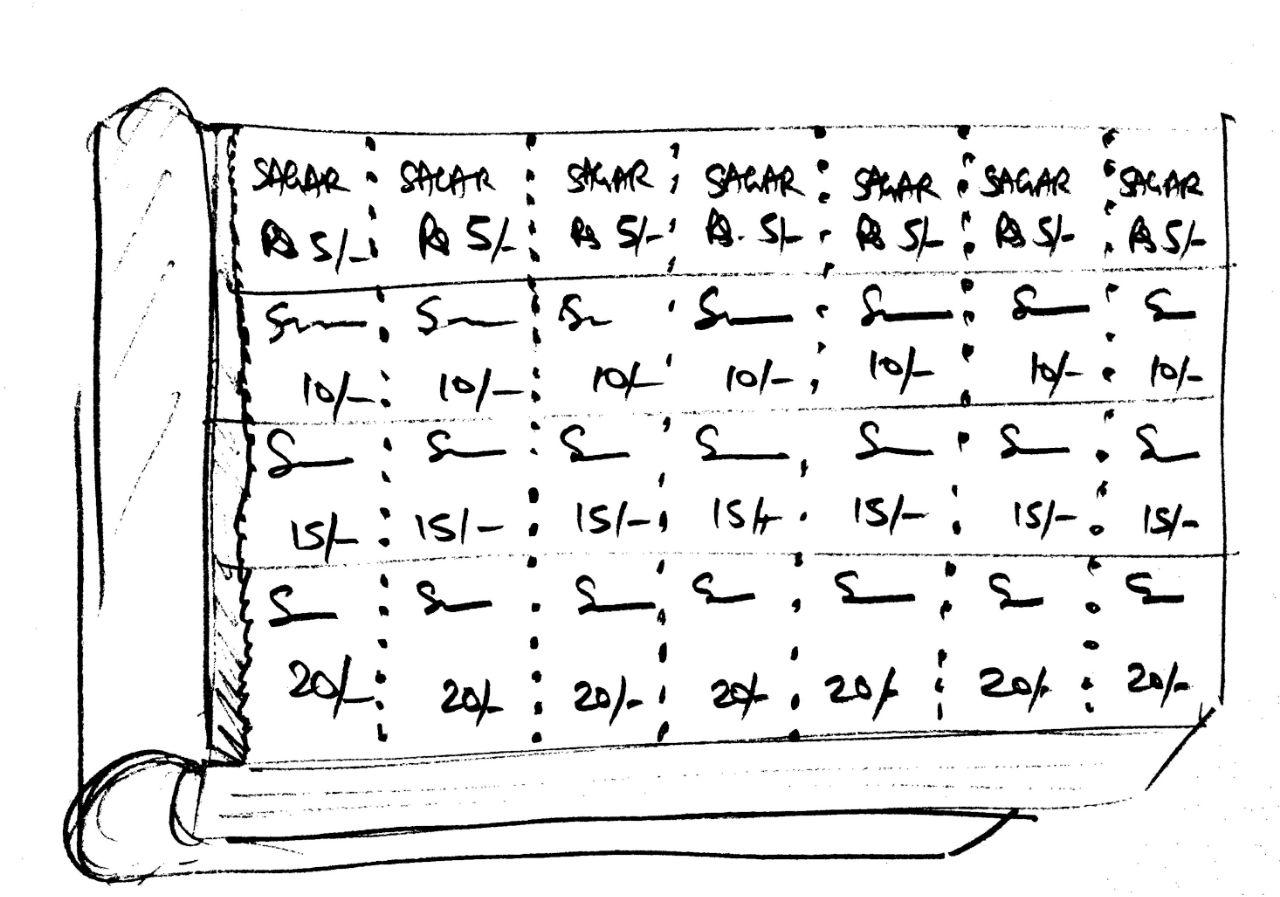 SAGAR SAGAR SAGAR SAGAR SAGAR SAGAR SAGAR
Rs 5/- Rs 5/- Rs 5/- Rs. 5/- Rs 5/- Rs 5/- Rs 5/-
10/- 10/- 10/- 10/- 10/- 10/- 10/-
15/- 15/- 15/- 15/- 15/- 15/- 15/-
20/- 20/- 20/- 20/- 20/- 20/- 20/-